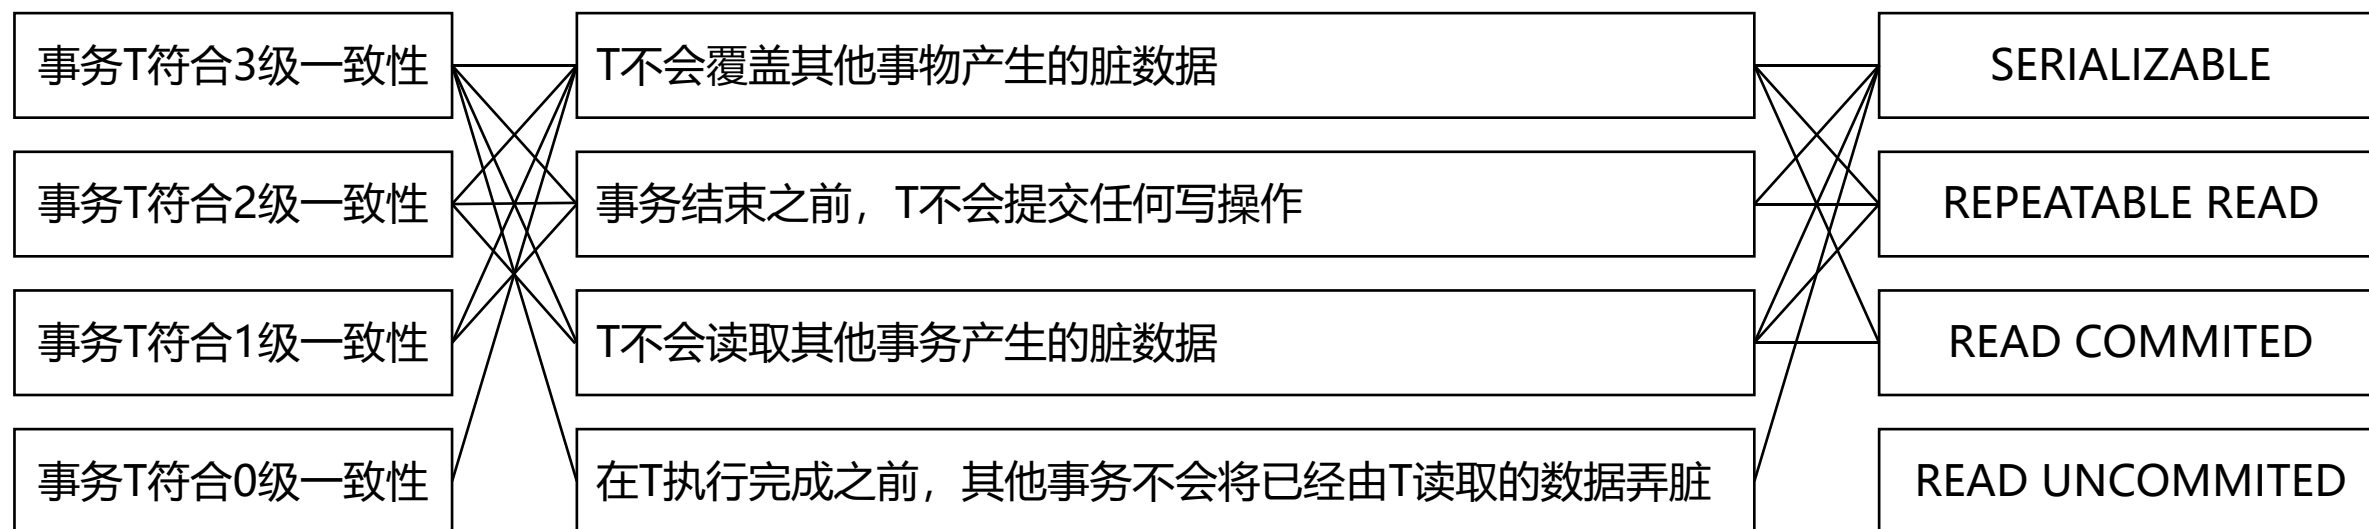 事务T符合3级一致性
T不会覆盖其他事物产生的脏数据
SERIALIZABLE
事务T符合2级一致性
事务结束之前，T不会提交任何写操作
REPEATABLE READ
事务T符合1级一致性
T不会读取其他事务产生的脏数据
READ COMMITED
事务T符合0级一致性
在T执行完成之前，其他事务不会将已经由T读取的数据弄脏
READ UNCOMMITED